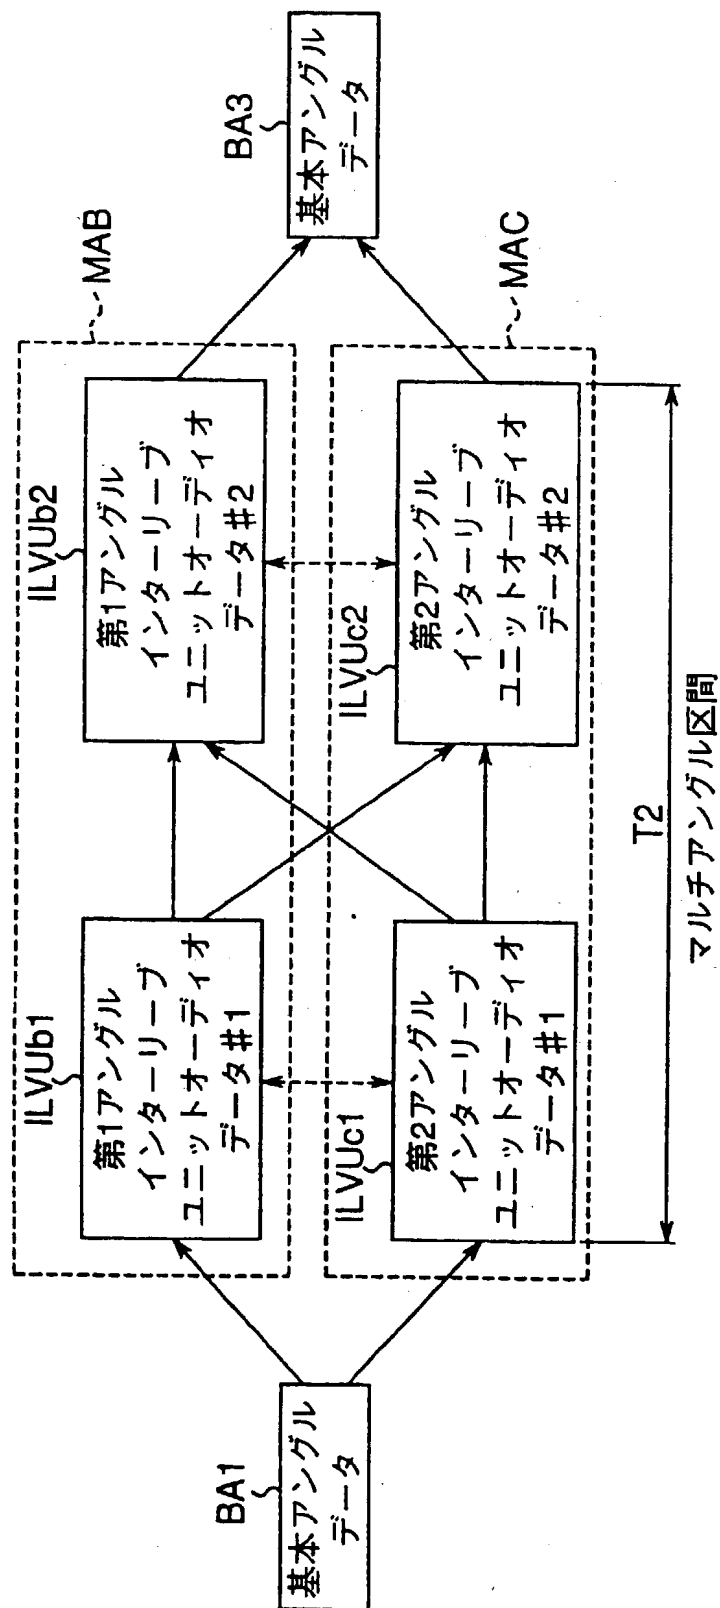 BA1
基本アングル
データ
MAB
ILVUb1
第1アングル
インターリーブ
ユニットオーディオ
データ#1
ILVUb2
第1アングル
インターリーブ
ユニットオーディオ
データ#2
ILVUc1
第2アングル
インターリーブ
ユニットオーディオ
データ#1
ILVUc2
第2アングル
インターリーブ
ユニットオーディオ
データ#2
MAC
BA3
基本アングル
データ
T2
マルチアングル区間